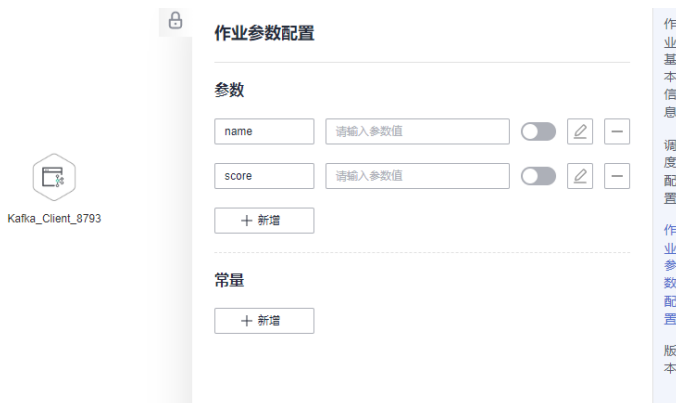 作业参数配置
参数
name 请输入参数值
score 请输入参数值
＋ 新增
常量
＋ 新增
Kafka_Client_8793
作业基本信息
调度配置
作业参数配置
版本